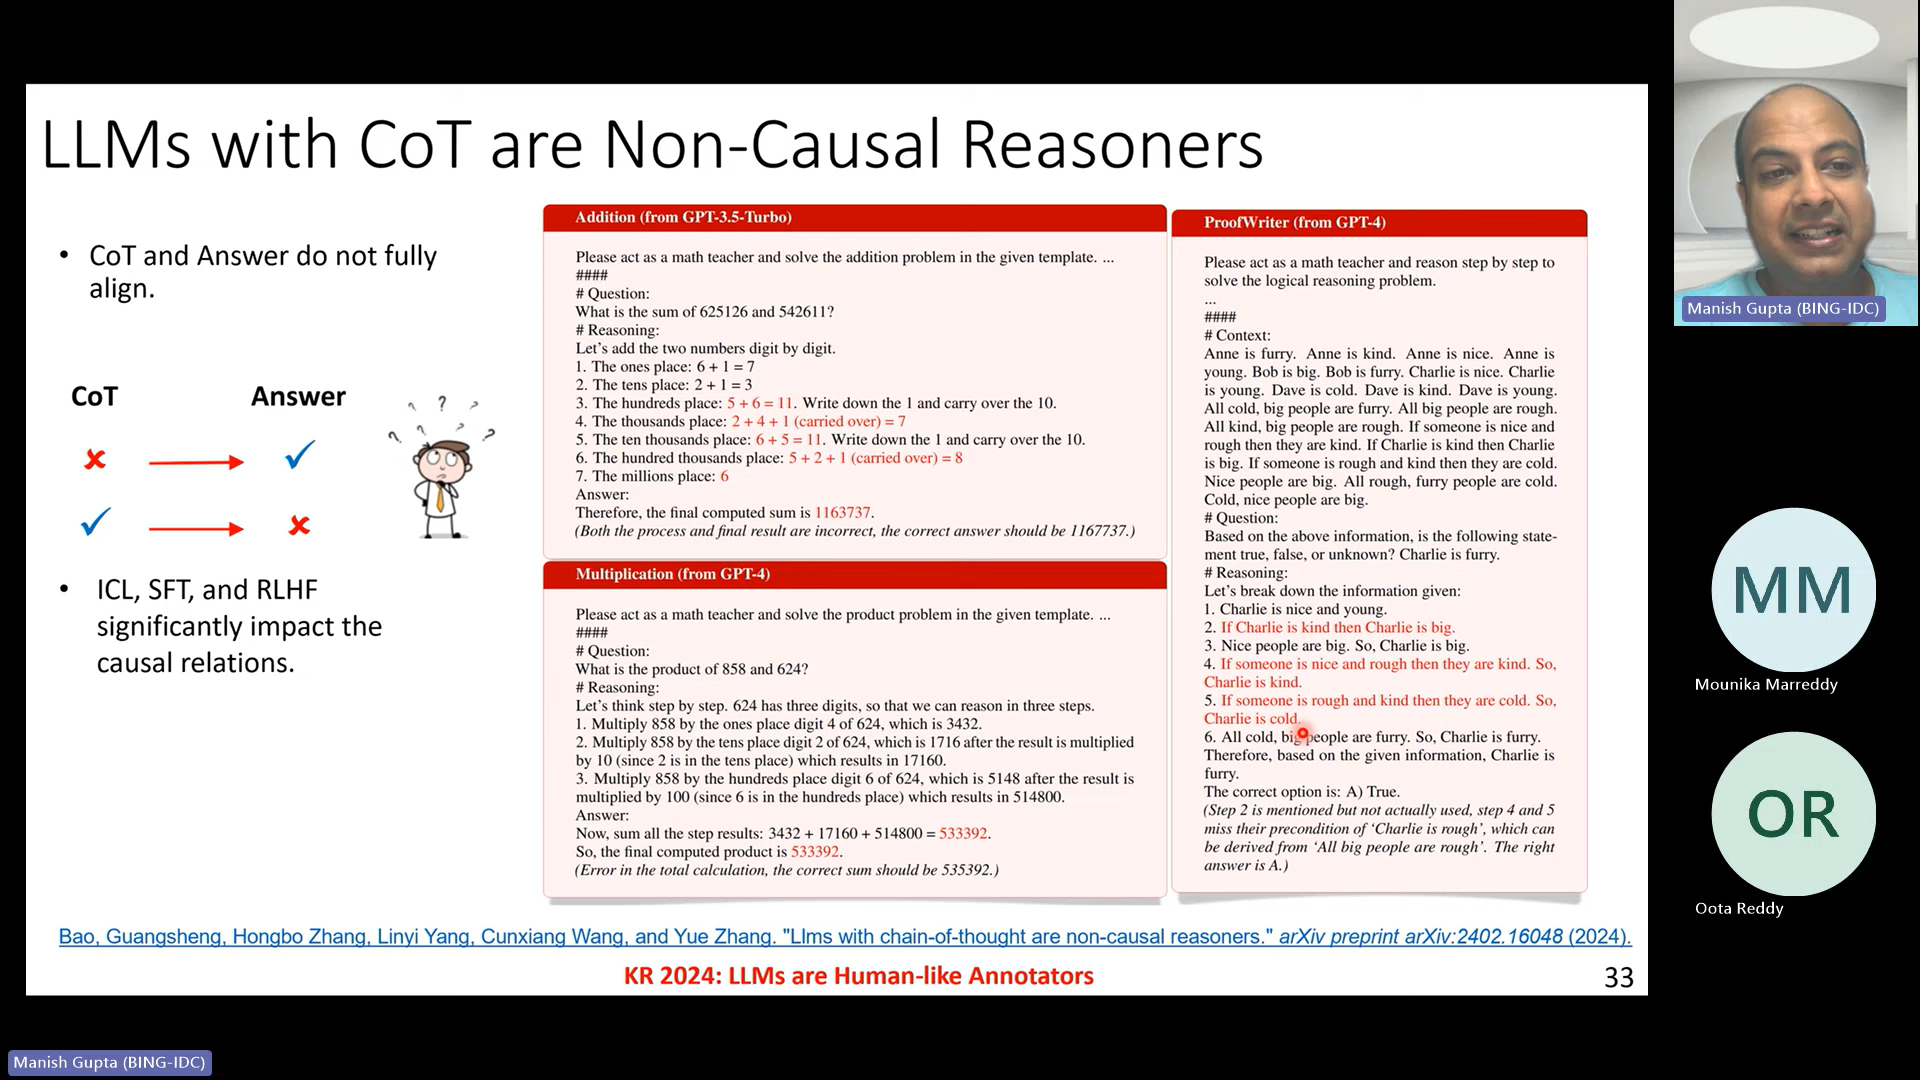 LLMs with CoT are Non-Causal Reasoners
• CoT and Answer do not fully
align.
CoT Answer
• ICL, SFT, and RLHF
significantly impact the
causal relations.
Addition (from GPT-3.5-Turbo)
Please act as a math teacher and solve the addition problem in the given template. ...
####
# Question:
What is the sum of 625126 and 542611?
# Reasoning:
Let's add the two numbers digit by digit.
1. The ones place: 6 + 1 = 7
2. The tens place: 2 + 1 = 3
3. The hundreds place: 5 + 6 = 11. Write down the 1 and carry over the 10.
4. The thousands place: 2 + 4 + 1 (carried over) = 7
5. The ten thousands place: 6 + 5 = 11. Write down the 1 and carry over the 10.
6. The hundred thousands place: 5 + 2 + 1 (carried over) = 8
7. The millions place: 6
Answer:
Therefore, the final computed sum is 1163737.
(Both the process and final result are incorrect, the correct answer should be 1167737.)
Multiplication (from GPT-4)
Please act as a math teacher and solve the product problem in the given template. ...
####
# Question:
What is the product of 858 and 624?
# Reasoning:
Let's think step by step. 624 has three digits, so that we can reason in three steps.
1. Multiply 858 by the ones place digit 4 of 624, which is 3432.
2. Multiply 858 by the tens place digit 2 of 624, which is 1716 after the result is multiplied
by 10 (since 2 is in the tens place) which results in 17160.
3. Multiply 858 by the hundreds place digit 6 of 624, which is 5148 after the result is
multiplied by 100 (since 6 is in the hundreds place) which results in 514800.
Answer:
Now, sum all the step results: 3432 + 17160 + 514800 = 533392.
So, the final computed product is 533392.
(Error in the total calculation, the correct sum should be 535392.)
ProofWriter (from GPT-4)
Please act as a math teacher and reason step by step to
solve the logical reasoning problem.
...
####
# Context:
Anne is furry. Anne is kind. Anne is nice. Anne is
young. Bob is big. Bob is furry. Charlie is nice. Charlie
is young. Dave is cold. Dave is kind. Dave is young.
All cold, big people are furry. All big people are rough.
All kind, big people are rough. If someone is nice and
rough then they are kind. If Charlie is kind then Charlie
is big. If someone is rough and kind then they are cold.
Nice people are big. All rough, furry people are cold.
Cold, nice people are big.
# Question:
Based on the above information, is the following state-
ment true, false, or unknown? Charlie is furry.
# Reasoning:
Let's break down the information given:
1. Charlie is nice and young.
2. If Charlie is kind then Charlie is big.
3. Nice people are big. So, Charlie is big.
4. If someone is nice and rough then they are kind. So,
Charlie is kind.
5. If someone is rough and kind then they are cold. So,
Charlie is cold.
6. All cold, big people are furry. So, Charlie is furry.
Therefore, based on the given information, Charlie is
furry.
The correct option is: A) True.
(Step 2 is mentioned but not actually used, step 4 and 5
miss their precondition of 'Charlie is rough', which can
be derived from 'All big people are rough'. The right
answer is A.)
Bao, Guangsheng, Hongbo Zhang, Linyi Yang, Cunxiang Wang, and Yue Zhang. "Llms with chain-of-thought are non-causal reasoners." arXiv preprint arXiv:2402.16048 (2024).
KR 2024: LLMs are Human-like Annotators
33
Manish Gupta (BING-IDC)
MM
Mounika Marreddy
OR
Oota Reddy
Manish Gupta (BING-IDC)